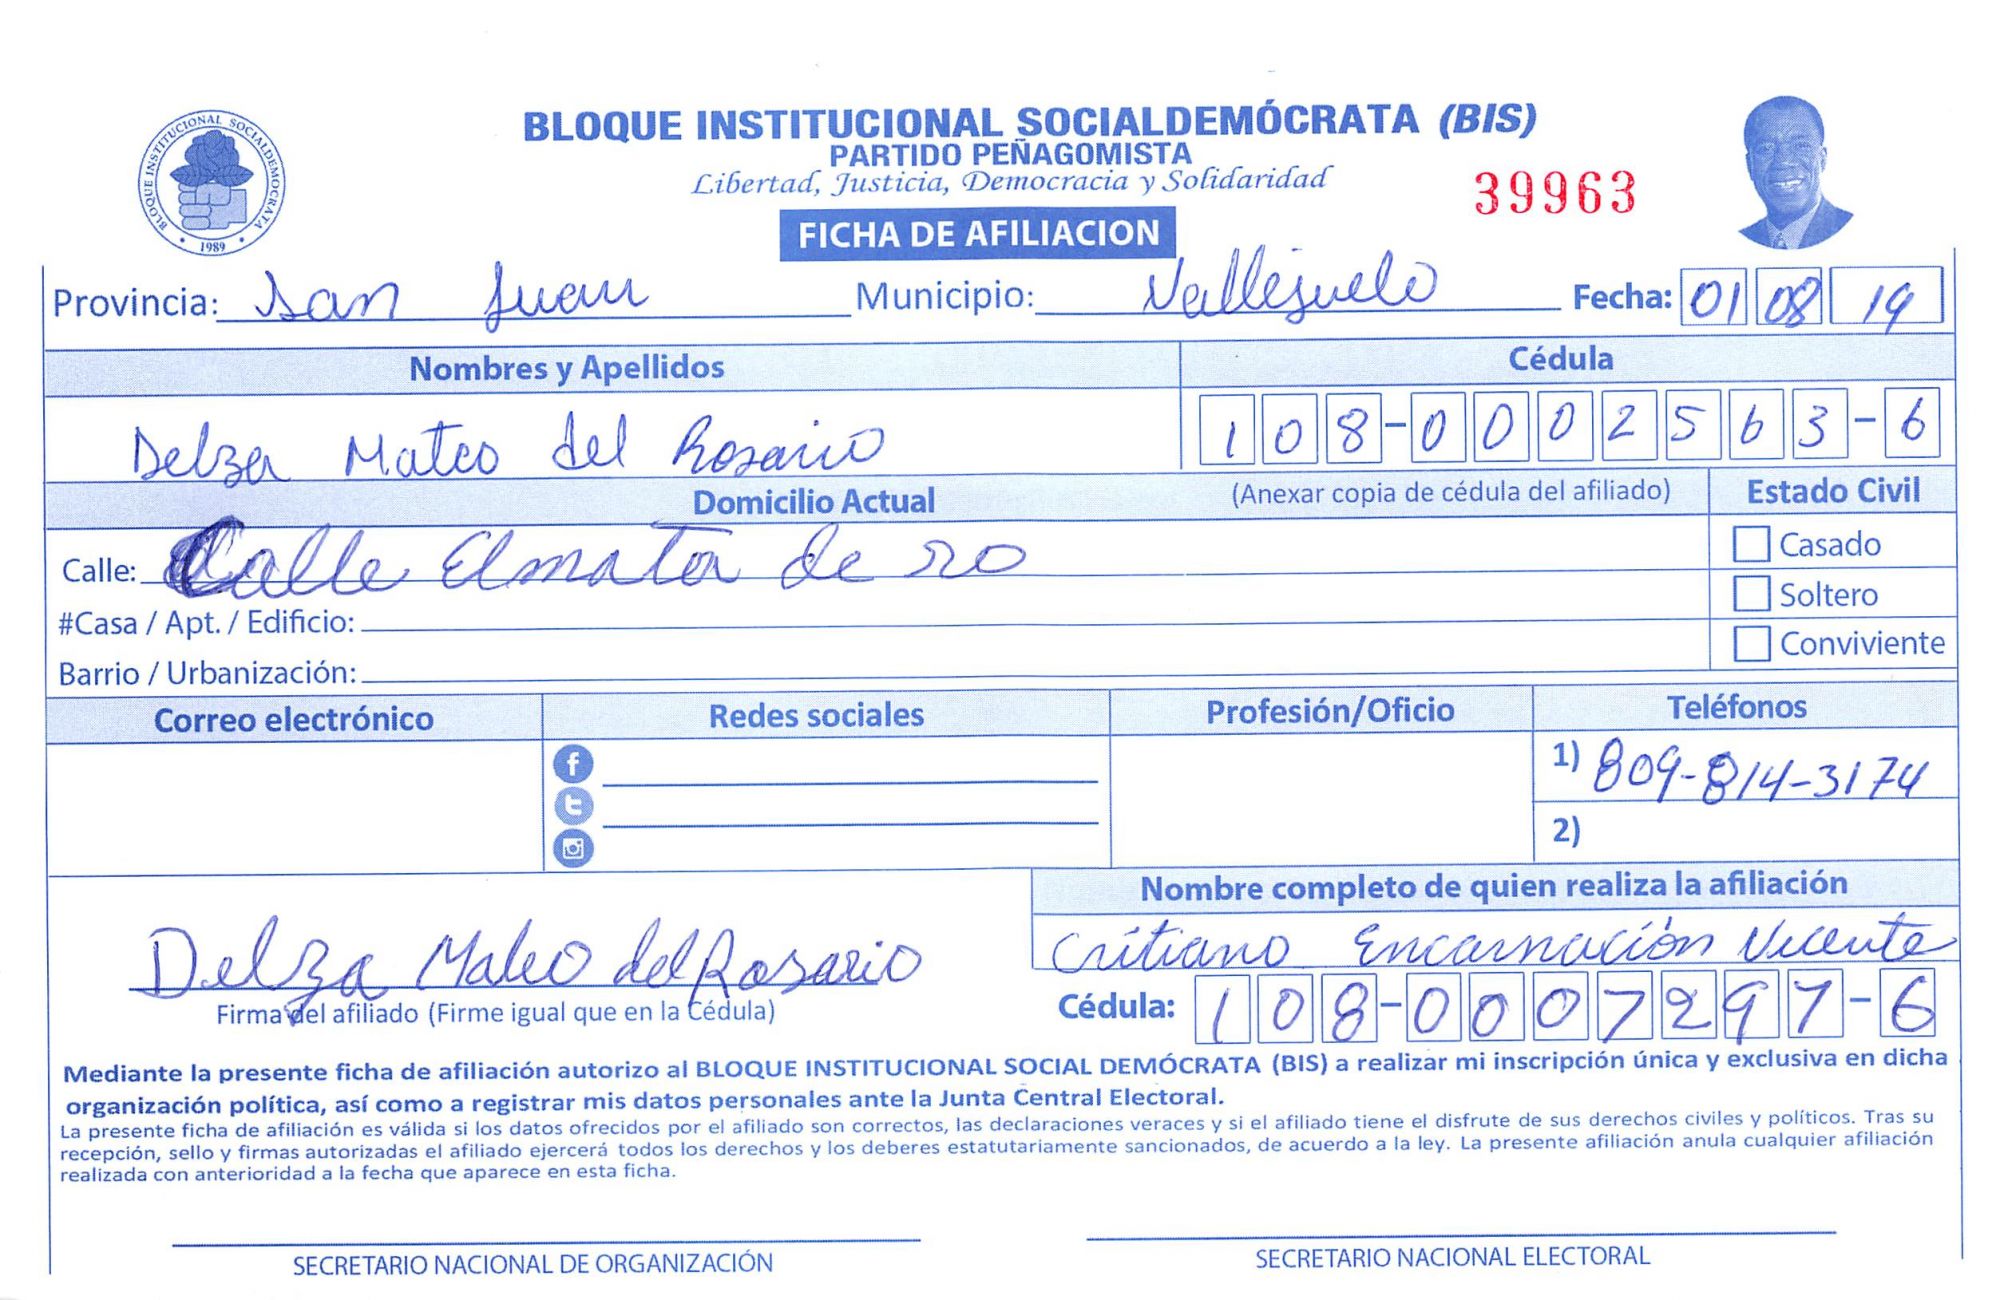 BLOQUE INSTITUCIONAL SOCIALDEMÓCRATA (BIS)
PARTIDO PEÑAGOMISTA
Libertad, Justicia, Democracia y Solidaridad
BLOQUE INSTITUCIONAL SOCIALDEMOCRATA
• 1989 •
39963
FICHA DE AFILIACION
Provincia: San Juan Municipio: Vallejuelo Fecha: 01 08 19
Nombres y Apellidos Cédula
Delza Mateo del Rosario 108-0002563-6
Domicilio Actual (Anexar copia de cédula del afiliado) Estado Civil
Calle: Calle El mata de ro Casado
#Casa / Apt. / Edificio: Soltero
Barrio / Urbanización: Conviviente
Correo electrónico Redes sociales Profesión/Oficio Teléfonos
1) 809-814-3174
2)
Nombre completo de quien realiza la afiliación
Critiano Encarnación Vicente
Delza Mateo del Rosario
Firma del afiliado (Firme igual que en la Cédula) Cédula: 108-0007297-6
Mediante la presente ficha de afiliación autorizo al BLOQUE INSTITUCIONAL SOCIAL DEMÓCRATA (BIS) a realizar mi inscripción única y exclusiva en dicha
organización política, así como a registrar mis datos personales ante la Junta Central Electoral.
La presente ficha de afiliación es válida si los datos ofrecidos por el afiliado son correctos, las declaraciones veraces y si el afiliado tiene el disfrute de sus derechos civiles y políticos. Tras su
recepción, sello y firmas autorizadas el afiliado ejercerá todos los derechos y los deberes estatutariamente sancionados, de acuerdo a la ley. La presente afiliación anula cualquier afiliación
realizada con anterioridad a la fecha que aparece en esta ficha.
SECRETARIO NACIONAL DE ORGANIZACIÓN SECRETARIO NACIONAL ELECTORAL